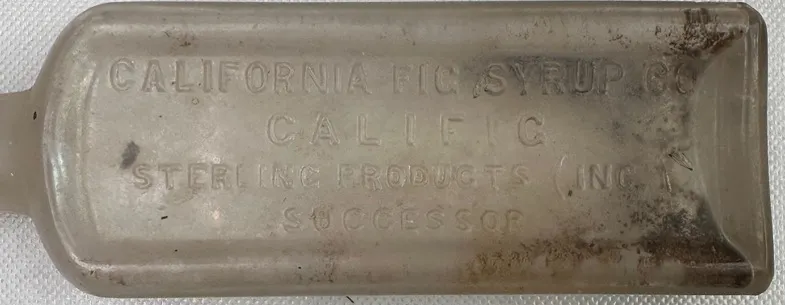 CALIFORNIA FIG SYRUP CO
CALIFIG
STERLING PRODUCTS (INC.)
SUCCESSOR